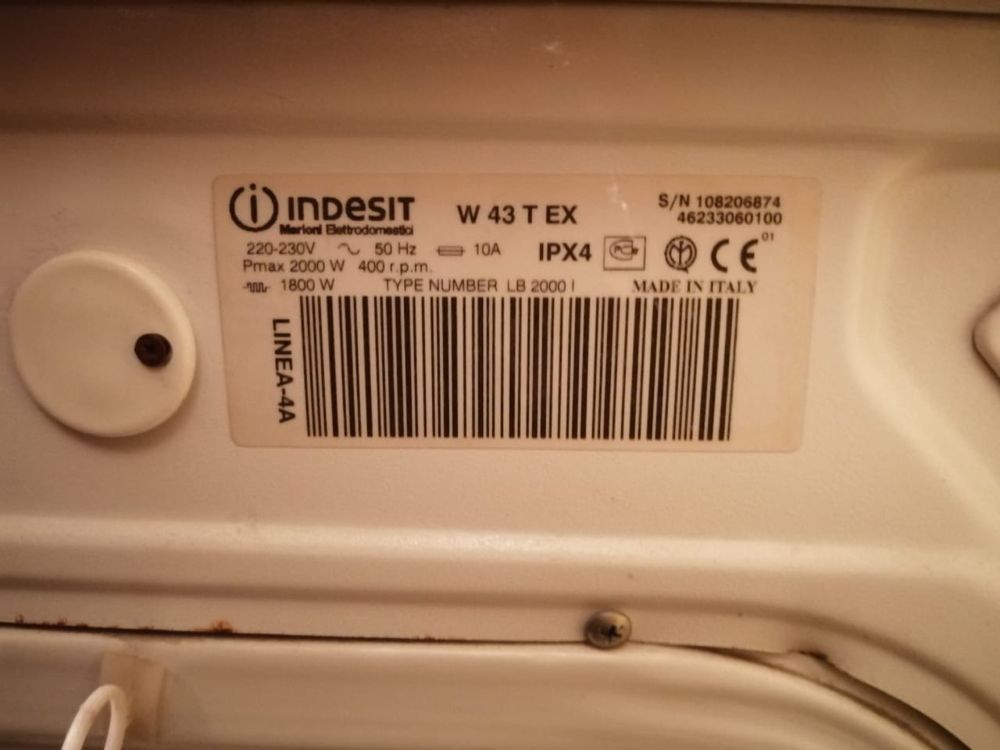 INDESIT
Merloni Elettrodomestici
W 43 T EX
S/N 108206874
46233060100
220-230V 50 Hz 10A
IPX4
CE 01
Pmax 2000 W 400 r.p.m.
1800 W TYPE NUMBER LB 2000 I
MADE IN ITALY
LINEA-4A